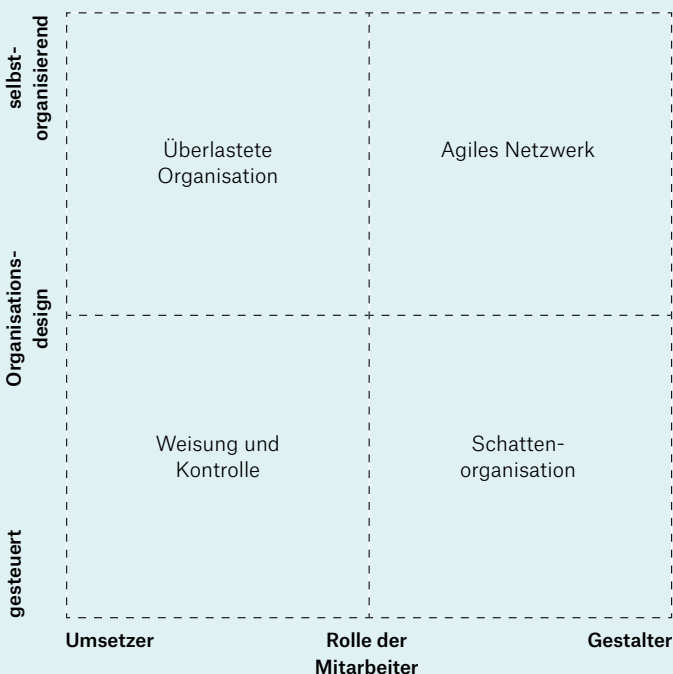 selbst-
organisierend
Überlastete
Organisation
Agiles Netzwerk
Organisations-
design
Weisung und
Kontrolle
Schatten-
organisation
gesteuert
Umsetzer
Rolle der
Mitarbeiter
Gestalter